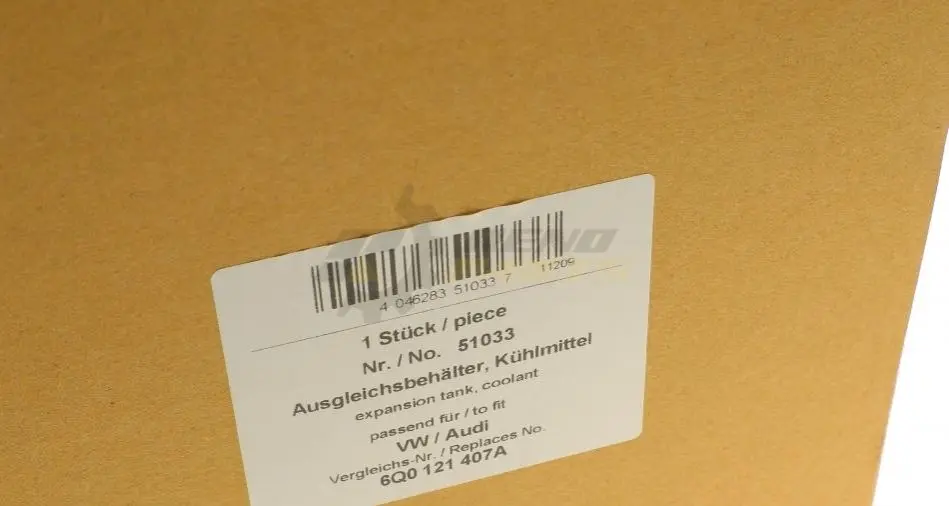 4 046283 51033 7 11209
1 Stück / piece
Nr. / No. 51033
Ausgleichsbehälter, Kühlmittel
expansion tank, coolant
passend für / to fit
VW / Audi
Vergleichs-Nr. / Replaces No.
6Q0 121 407A